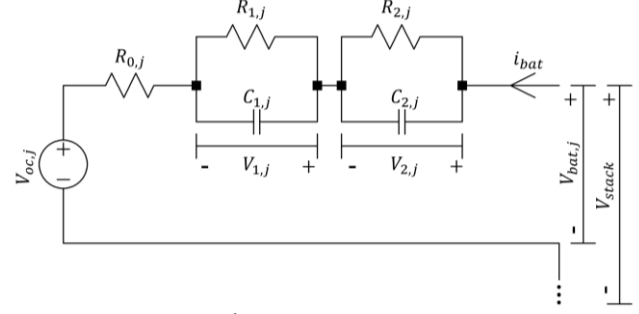 R1,j
R2,j
R0,j
ibat
C1,j
C2,j
+
+
+
-
V1,j
+
-
V2,j
+
Voc,j
−
Vbat,j
Vstack
-
...
-